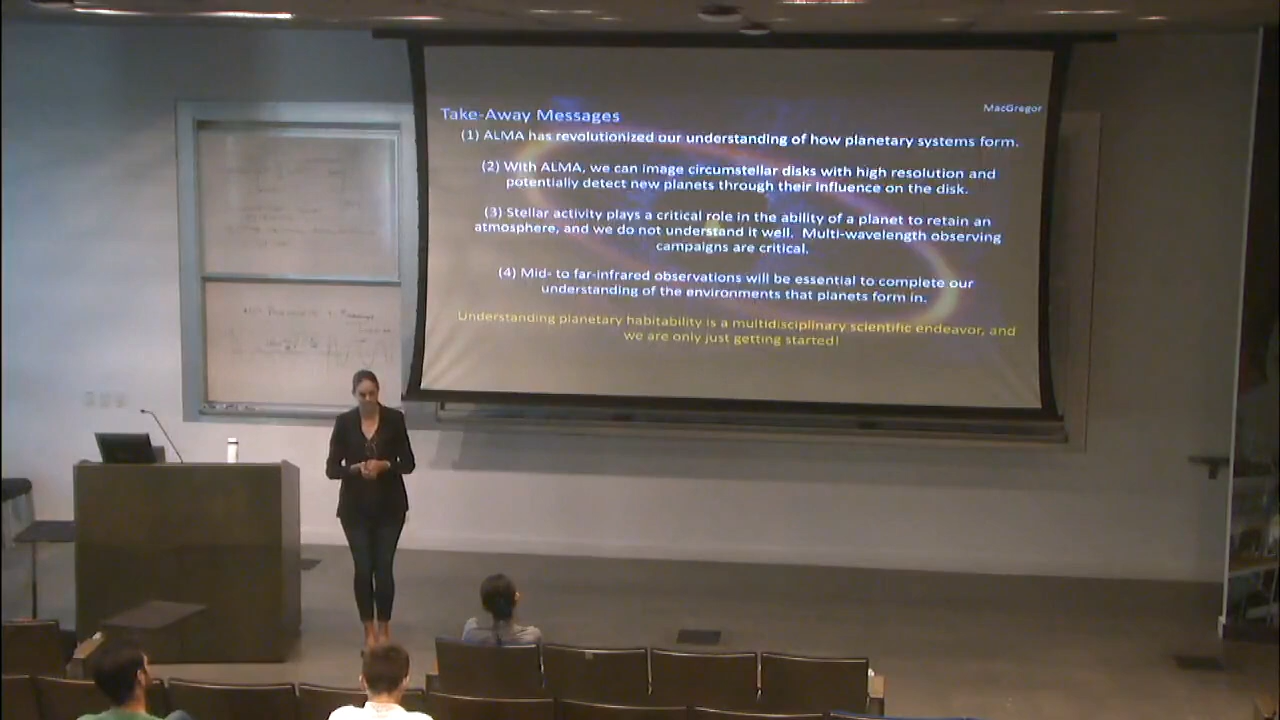 MacGregor
Take-Away Messages
(1) ALMA has revolutionized our understanding of how planetary systems form.
(2) With ALMA, we can image circumstellar disks with high resolution and
potentially detect new planets through their influence on the disk.
(3) Stellar activity plays a critical role in the ability of a planet to retain an
atmosphere, and we do not understand it well. Multi-wavelength observing
campaigns are critical.
(4) Mid- to far-infrared observations will be essential to complete our
understanding of the environments that planets form in.
Understanding planetary habitability is a multidisciplinary scientific endeavor, and
we are only just getting started!